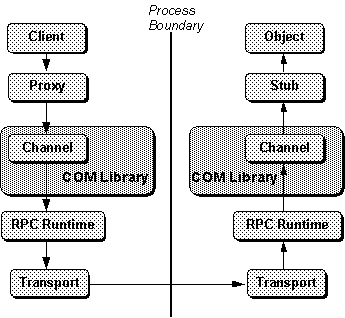 Process
Boundary
Client
Object
Proxy
Stub
Channel
Channel
COM Library
COM Library
RPC Runtime
RPC Runtime
Transport
Transport